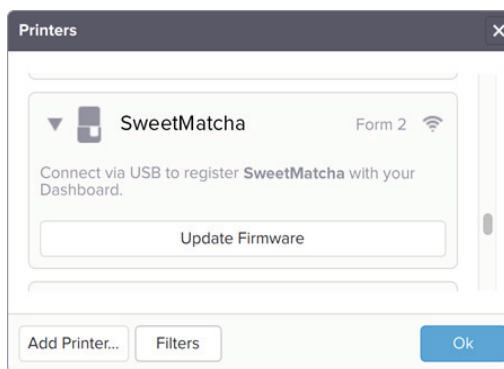 Printers
SweetMatcha
Form 2
Connect via USB to register SweetMatcha with your
Dashboard.
Update Firmware
Add Printer...
Filters
Ok